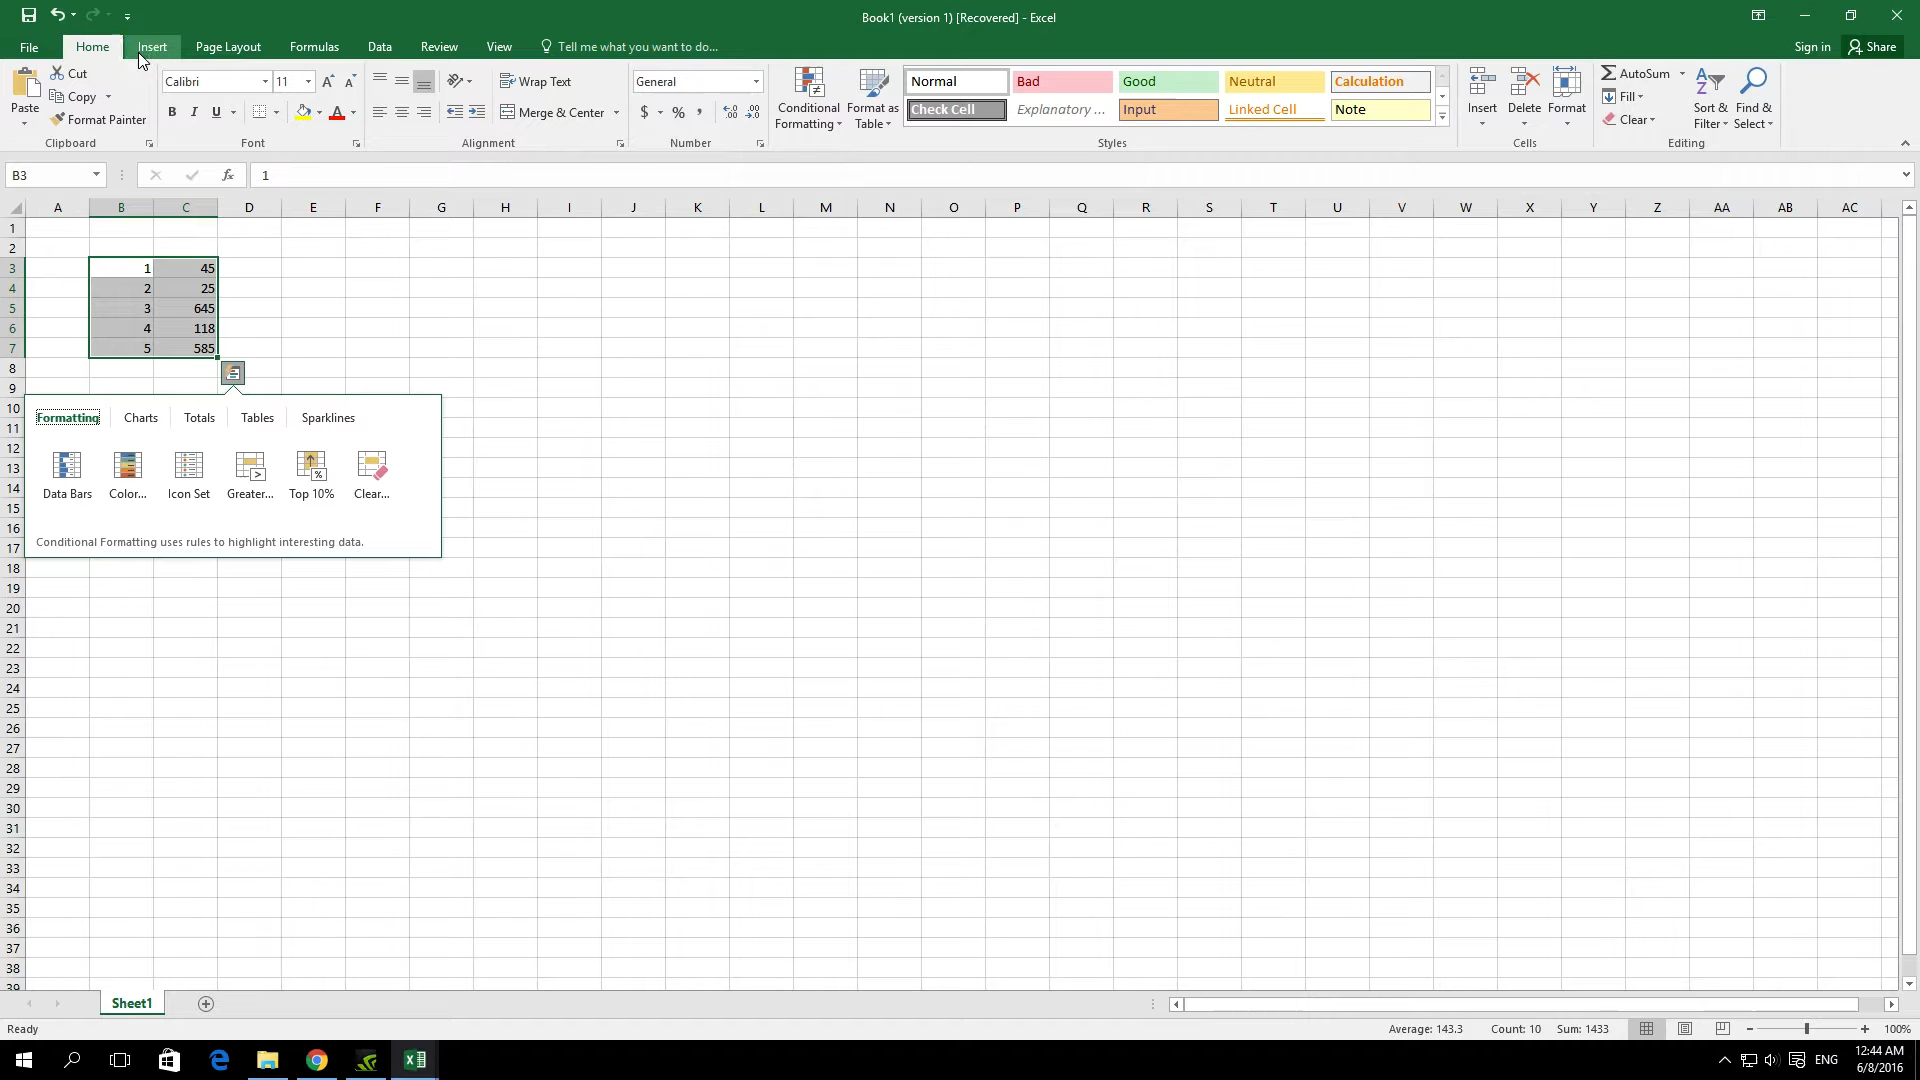 Book1 (version 1) [Recovered] - Excel
File Home Insert Page Layout Formulas Data Review View Tell me what you want to do... Sign in Share
Paste Cut Copy Format Painter Clipboard
Calibri 11 B I U A A A Font
Wrap Text Merge & Center Alignment
General $ % , .00 .0 Number
Conditional Formatting Format as Table
Normal Bad Good Neutral Calculation
Check Cell Explanatory ... Input Linked Cell Note
Styles
Insert Delete Format Cells
AutoSum Fill Clear Sort & Filter Find & Select Editing
B3 fx 1
A B C D E F G H I J K L M N O P Q R S T U V W X Y Z AA AB AC
1
2
3 1 45
4 2 25
5 3 645
6 4 118
7 5 585
8
9
10
11
12
13
14
15
16
17
18
19
20
21
22
23
24
25
26
27
28
29
30
31
32
33
34
35
36
37
38
39
Formatting Charts Totals Tables Sparklines
Data Bars Color... Icon Set Greater... Top 10% Clear...
Conditional Formatting uses rules to highlight interesting data.
Sheet1
Ready Average: 143.3 Count: 10 Sum: 1433 100%
ENG 12:44 AM
6/8/2016